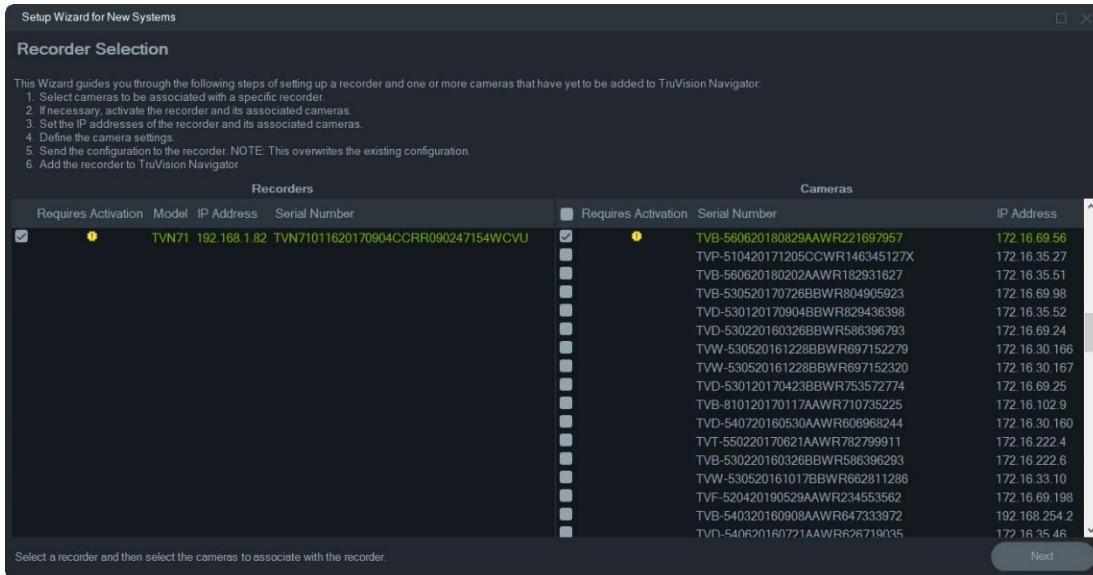 Setup Wizard for New Systems
Recorder Selection
This Wizard guides you through the following steps of setting up a recorder and one or more cameras that have yet to be added to TruVision Navigator:
1. Select cameras to be associated with a specific recorder.
2. If necessary, activate the recorder and its associated cameras.
3. Set the IP addresses of the recorder and its associated cameras.
4. Define the camera settings.
5. Send the configuration to the recorder. NOTE: This overwrites the existing configuration.
6. Add the recorder to TruVision Navigator
Recorders
Requires Activation Model IP Address Serial Number
TVN71 192.168.1.82 TVN71011620170904CCRR090247154WCVU
Cameras
Requires Activation Serial Number IP Address
TVB-560620180829AAWR221697957 172.16.69.56
TVP-510420171205CCWR146345127X 172.16.35.27
TVB-560620180202AAWR182931627 172.16.35.51
TVB-530520170726BBWR804905923 172.16.69.98
TVD-530120170904BBWR829436398 172.16.35.52
TVD-530220160326BBWR586396793 172.16.69.24
TVW-530520161228BBWR697152279 172.16.30.166
TVW-530520161228BBWR697152320 172.16.30.167
TVD-530120170423BBWR753572774 172.16.69.25
TVB-810120170117AAWR710735225 172.16.102.9
TVD-540720160530AAWR606968244 172.16.30.160
TVT-550220170621AAWR782799911 172.16.222.4
TVB-530220160326BBWR586396293 172.16.222.6
TVW-530520161017BBWR662811286 172.16.33.10
TVF-520420190529AAWR234553562 172.16.69.198
TVB-540320160908AAWR647333972 192.168.254.2
TVD-540620160721AAWR626719035 172.16.35.46
Select a recorder and then select the cameras to associate with the recorder.
Next